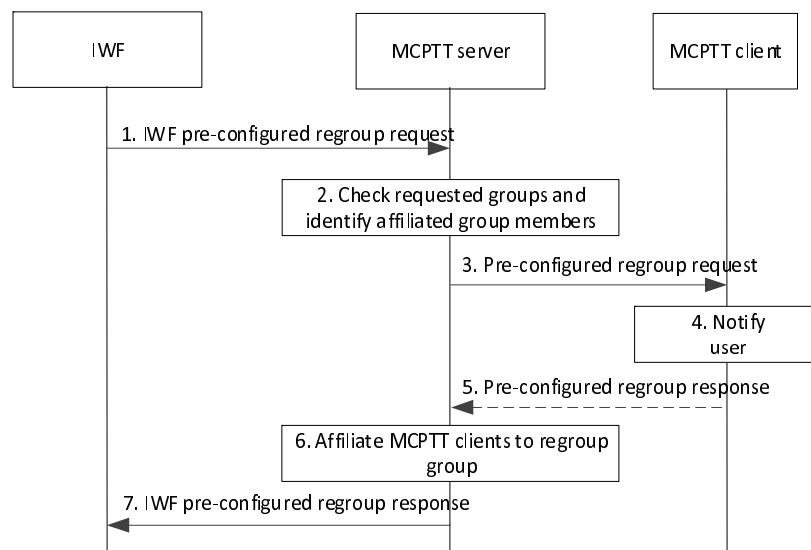 IWF
MCPTT server
MCPTT client
1. IWF pre-configured regroup request
2. Check requested groups and
identify affiliated group members
3. Pre-configured regroup request
4. Notify
user
5. Pre-configured regroup response
6. Affiliate MCPTT clients to regroup
group
7. IWF pre-configured regroup response